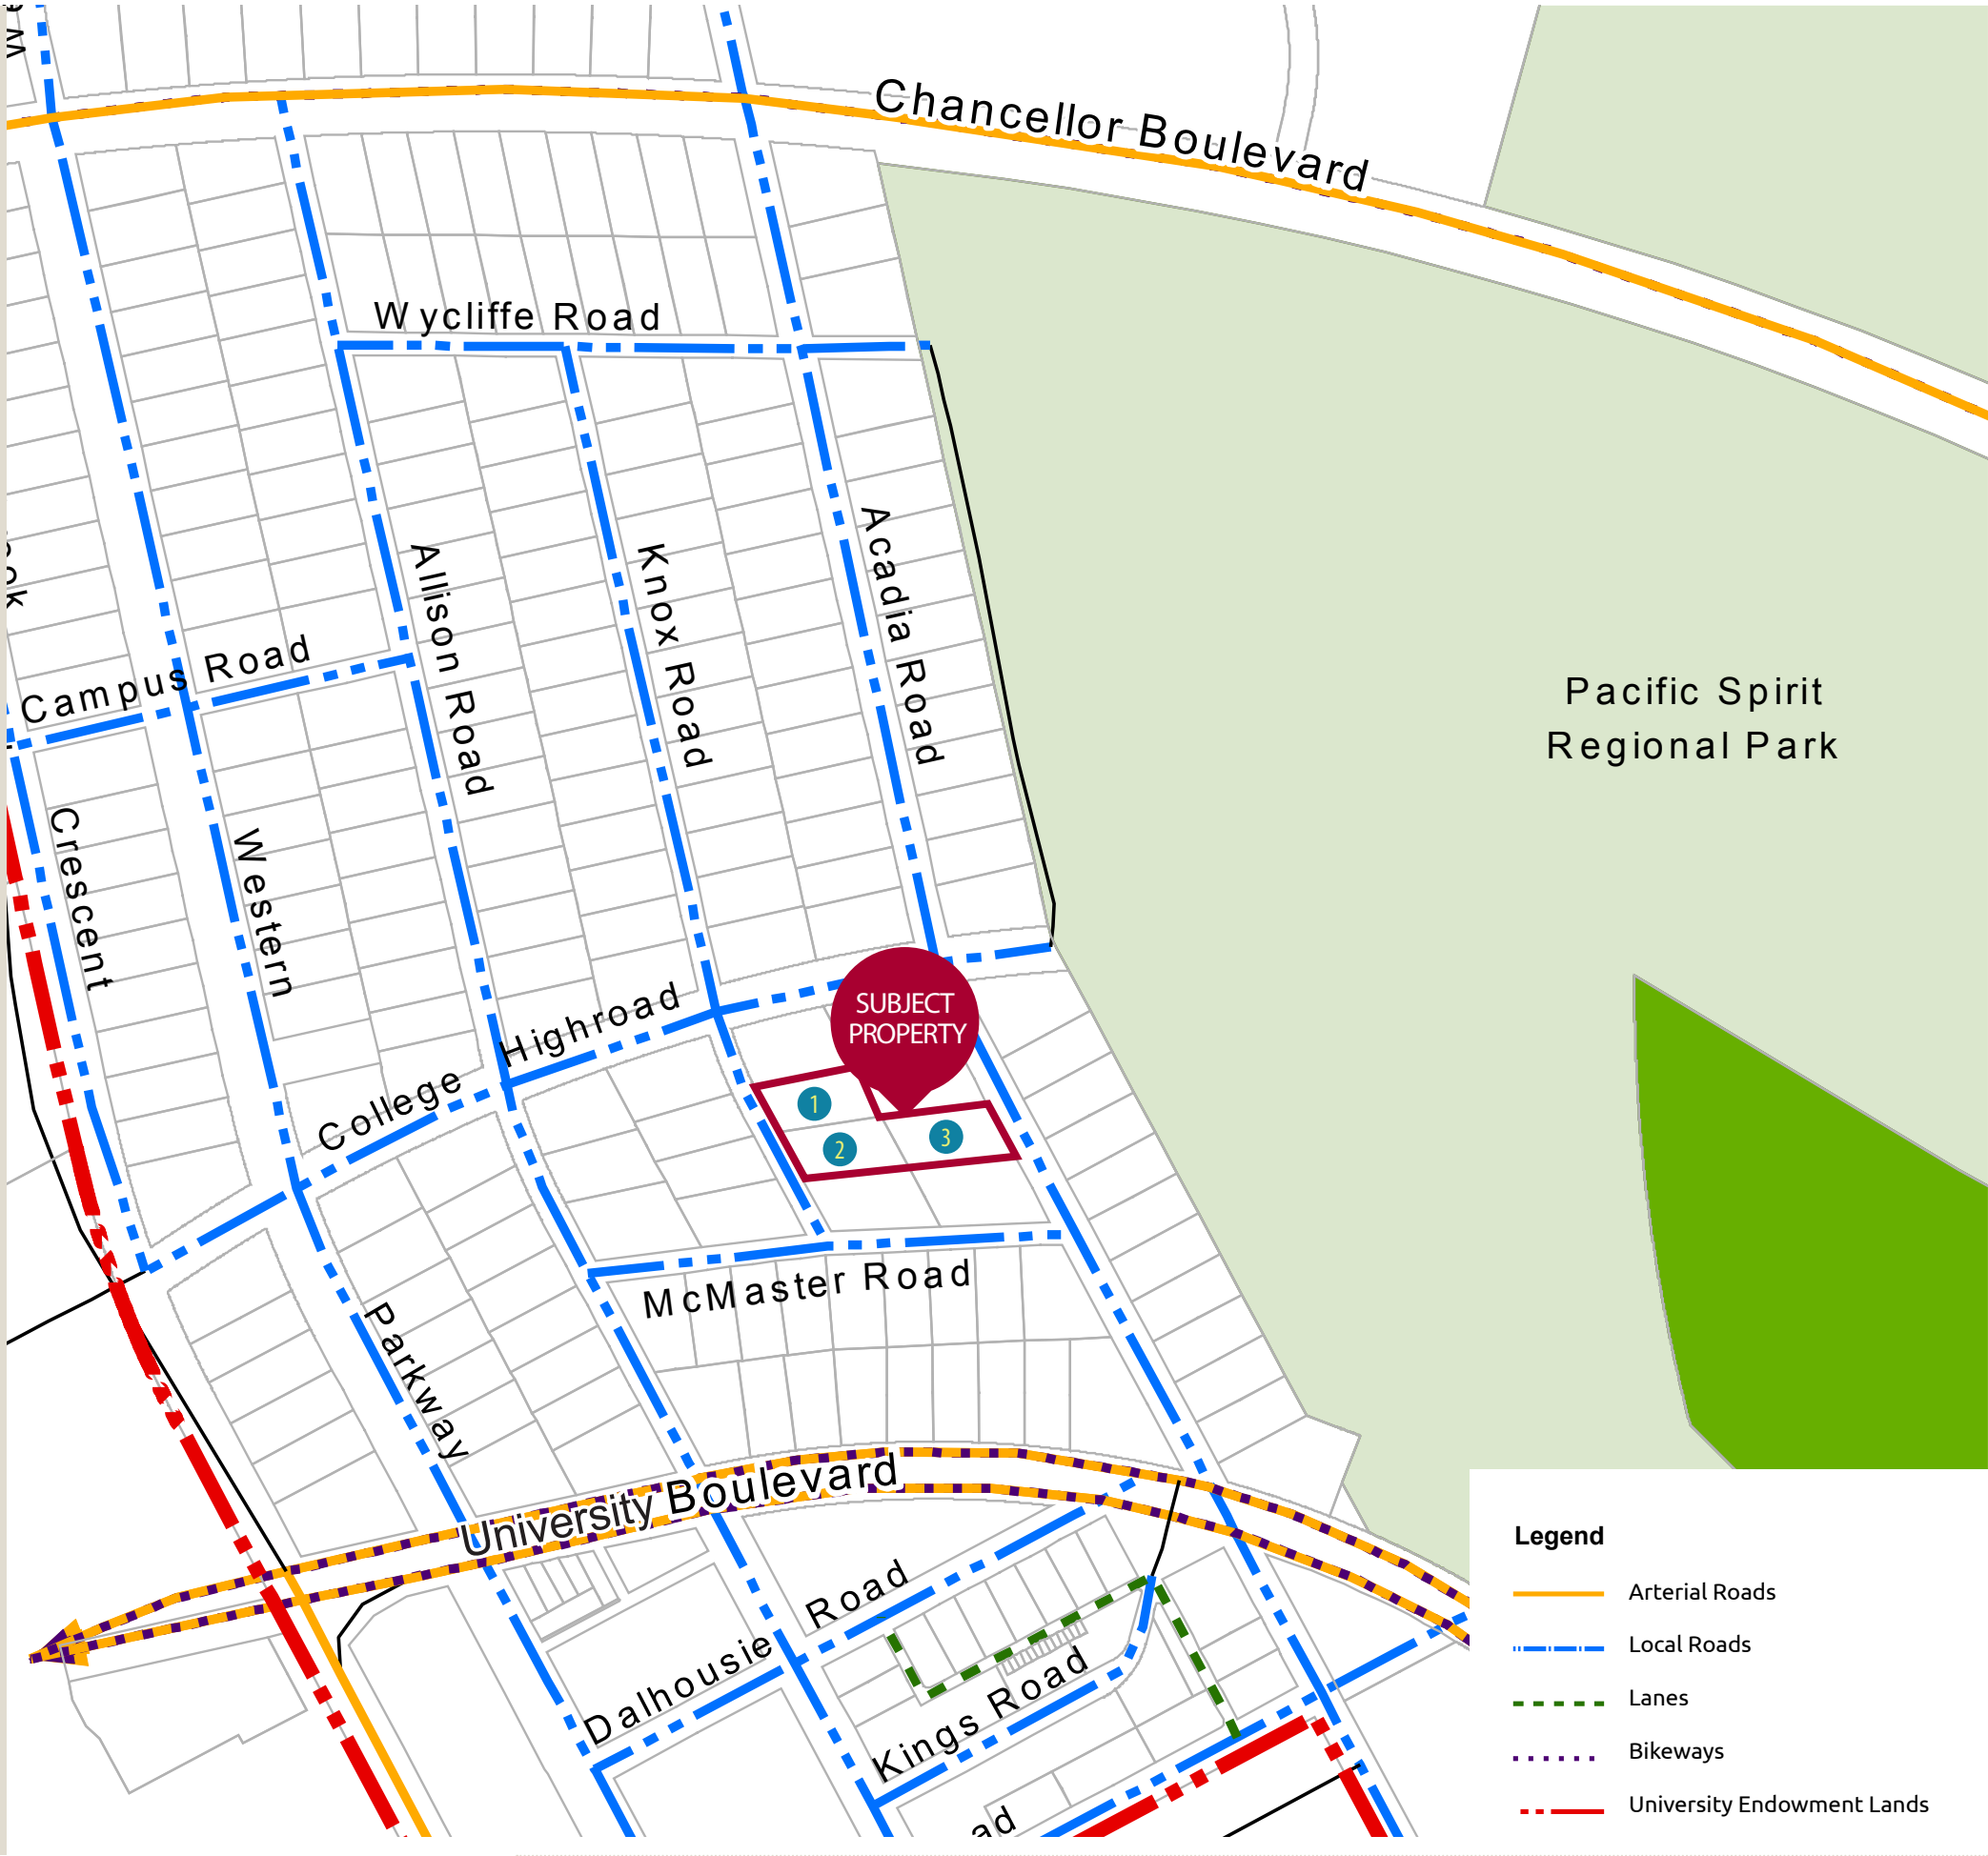 Chancellor Boulevard
Wycliffe Road
Allison Road
Knox Road
Acadia Road
Campus Road
Pacific Spirit
Regional Park
Crescent
Western
Parkway
College Highroad
SUBJECT
PROPERTY
1
2
3
McMaster Road
University Boulevard
Dalhousie Road
Kings Road
Legend
Arterial Roads
Local Roads
Lanes
Bikeways
University Endowment Lands